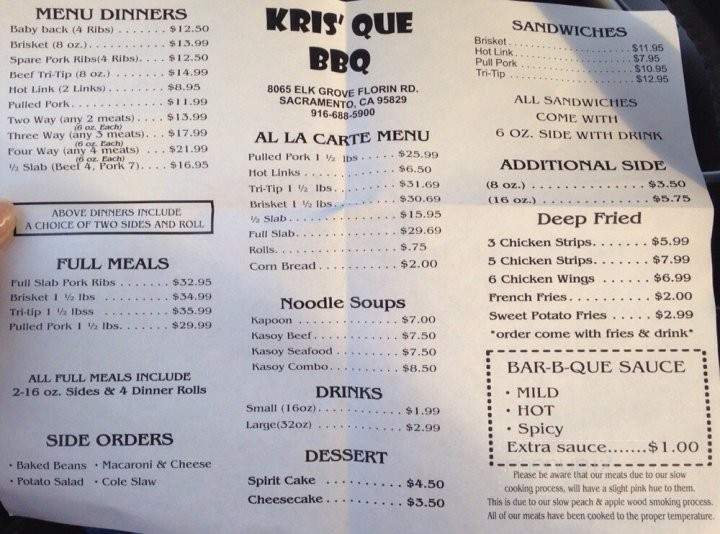 MENU DINNERS
Baby back (4 Ribs) ....... $12.50
Brisket (8 oz.)........... $13.99
Spare Pork Ribs(4 Ribs).... $12.50
Beef Tri-Tip (8 oz.) ....... $14.99
Hot Link (2 Links)......... $8.95
Pulled Pork............... $11.99
Two Way (any 2 meats).... $13.99
(6 oz. Each)
Three Way (any 3 meats)... $17.99
(6 oz. Each)
Four Way (any 4 meats) ... $21.99
(6 oz. Each)
½ Slab (Beef 4, Pork 7).... $16.95
ABOVE DINNERS INCLUDE
A CHOICE OF TWO SIDES AND ROLL
FULL MEALS
Full Slab Pork Ribs ....... $32.95
Brisket 1 ½ lbs .......... $34.99
Tri-tip 1 ½ lbss ......... $35.99
Pulled Pork 1 ½ lbs...... $29.99
ALL FULL MEALS INCLUDE
2-16 oz. Sides & 4 Dinner Rolls
SIDE ORDERS
• Baked Beans • Macaroni & Cheese
• Potato Salad • Cole Slaw
KRIS' QUE
BBQ
8065 ELK GROVE FLORIN RD.
SACRAMENTO, CA 95829
916-688-5900
AL LA CARTE MENU
Pulled Pork 1 ½ lbs ..... $25.99
Hot Links ............... $6.50
Tri-Tip 1 ½ lbs......... $31.69
Brisket 1 ½ lbs......... $30.69
½ Slab.................. $15.95
Full Slab............... $29.69
Rolls................... $.75
Corn Bread ............. $2.00
Noodle Soups
Kapoon ................. $7.00
Kasoy Beef.............. $7.50
Kasoy Seafood .......... $7.50
Kasoy Combo............. $8.50
DRINKS
Small (16oz)............ $1.99
Large(32oz) ............ $2.99
DESSERT
Spirit Cake ........... $4.50
Cheesecake............. $3.50
SANDWICHES
Brisket................ $11.95
Hot Link............... $7.95
Pull Pork.............. $10.95
Tri-Tip................ $12.95
ALL SANDWICHES
COME WITH
6 OZ. SIDE WITH DRINK
ADDITIONAL SIDE
(8 oz.) ............... $3.50
(16 oz.) .............. $5.75
Deep Fried
3 Chicken Strips....... $5.99
5 Chicken Strips....... $7.99
6 Chicken Wings ....... $6.99
French Fries........... $2.00
Sweet Potato Fries ..... $2.99
*order come with fries & drink*
BAR-B-QUE SAUCE
• MILD
• HOT
• Spicy
Extra sauce.......$1.00
Please be aware that our meats due to our slow
cooking process, will have a slight pink hue to them.
This is due to our slow peach & apple wood smoking process.
All of our meats have been cooked to the proper temperature.